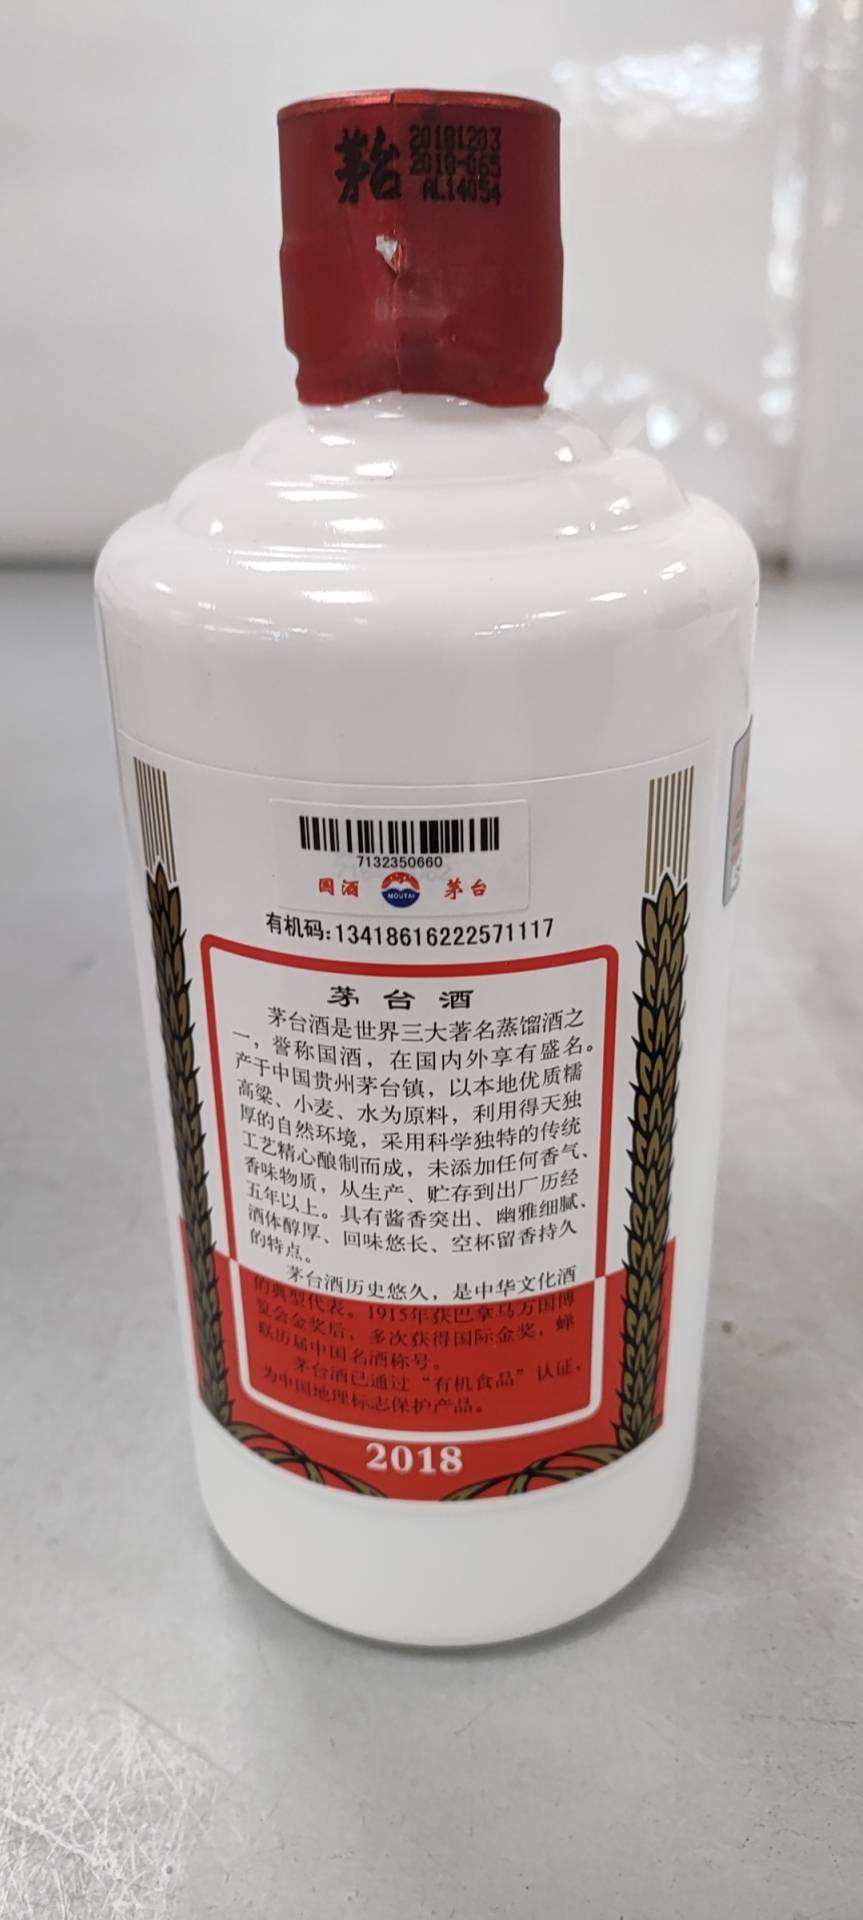 茅台
20181203
2018-065
AL14054
7132350660
国酒 MOUTAI 茅台
有机码:13418616222571117
茅台酒
茅台酒是世界三大著名蒸馏酒之
一，誉称国酒，在国内外享有盛名。
产于中国贵州茅台镇，以本地优质糯
高粱、小麦、水为原料，利用得天独
厚的自然环境，采用科学独特的传统
工艺精心酿制而成，未添加任何香气、
香味物质，从生产、贮存到出厂历经
五年以上。具有酱香突出、幽雅细腻、
酒体醇厚、回味悠长、空杯留香持久
的特点。
茅台酒历史悠久，是中华文化酒
的典型代表。1915年获巴拿马万国博
览会金奖后，多次获得国际金奖，蝉
联历届中国名酒称号。
茅台酒已通过“有机食品”认证，
为中国地理标志保护产品。
2018